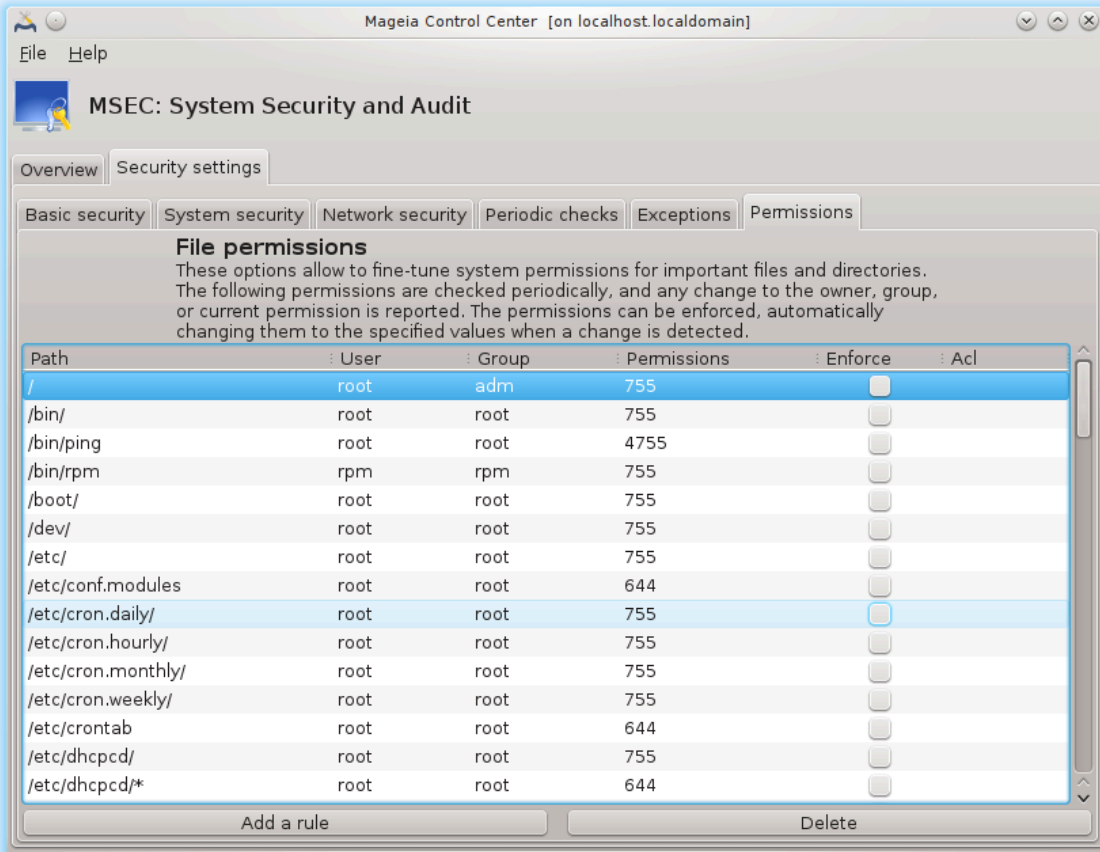 Mageia Control Center [on localhost.localdomain]
File Help
MSEC: System Security and Audit
Overview Security settings
Basic security System security Network security Periodic checks Exceptions Permissions
File permissions
These options allow to fine-tune system permissions for important files and directories.
The following permissions are checked periodically, and any change to the owner, group,
or current permission is reported. The permissions can be enforced, automatically
changing them to the specified values when a change is detected.
Path User Group Permissions Enforce Acl
/ root adm 755
/bin/ root root 755
/bin/ping root root 4755
/bin/rpm rpm rpm 755
/boot/ root root 755
/dev/ root root 755
/etc/ root root 755
/etc/conf.modules root root 644
/etc/cron.daily/ root root 755
/etc/cron.hourly/ root root 755
/etc/cron.monthly/ root root 755
/etc/cron.weekly/ root root 755
/etc/crontab root root 644
/etc/dhcpcd/ root root 755
/etc/dhcpcd/* root root 644
Add a rule Delete